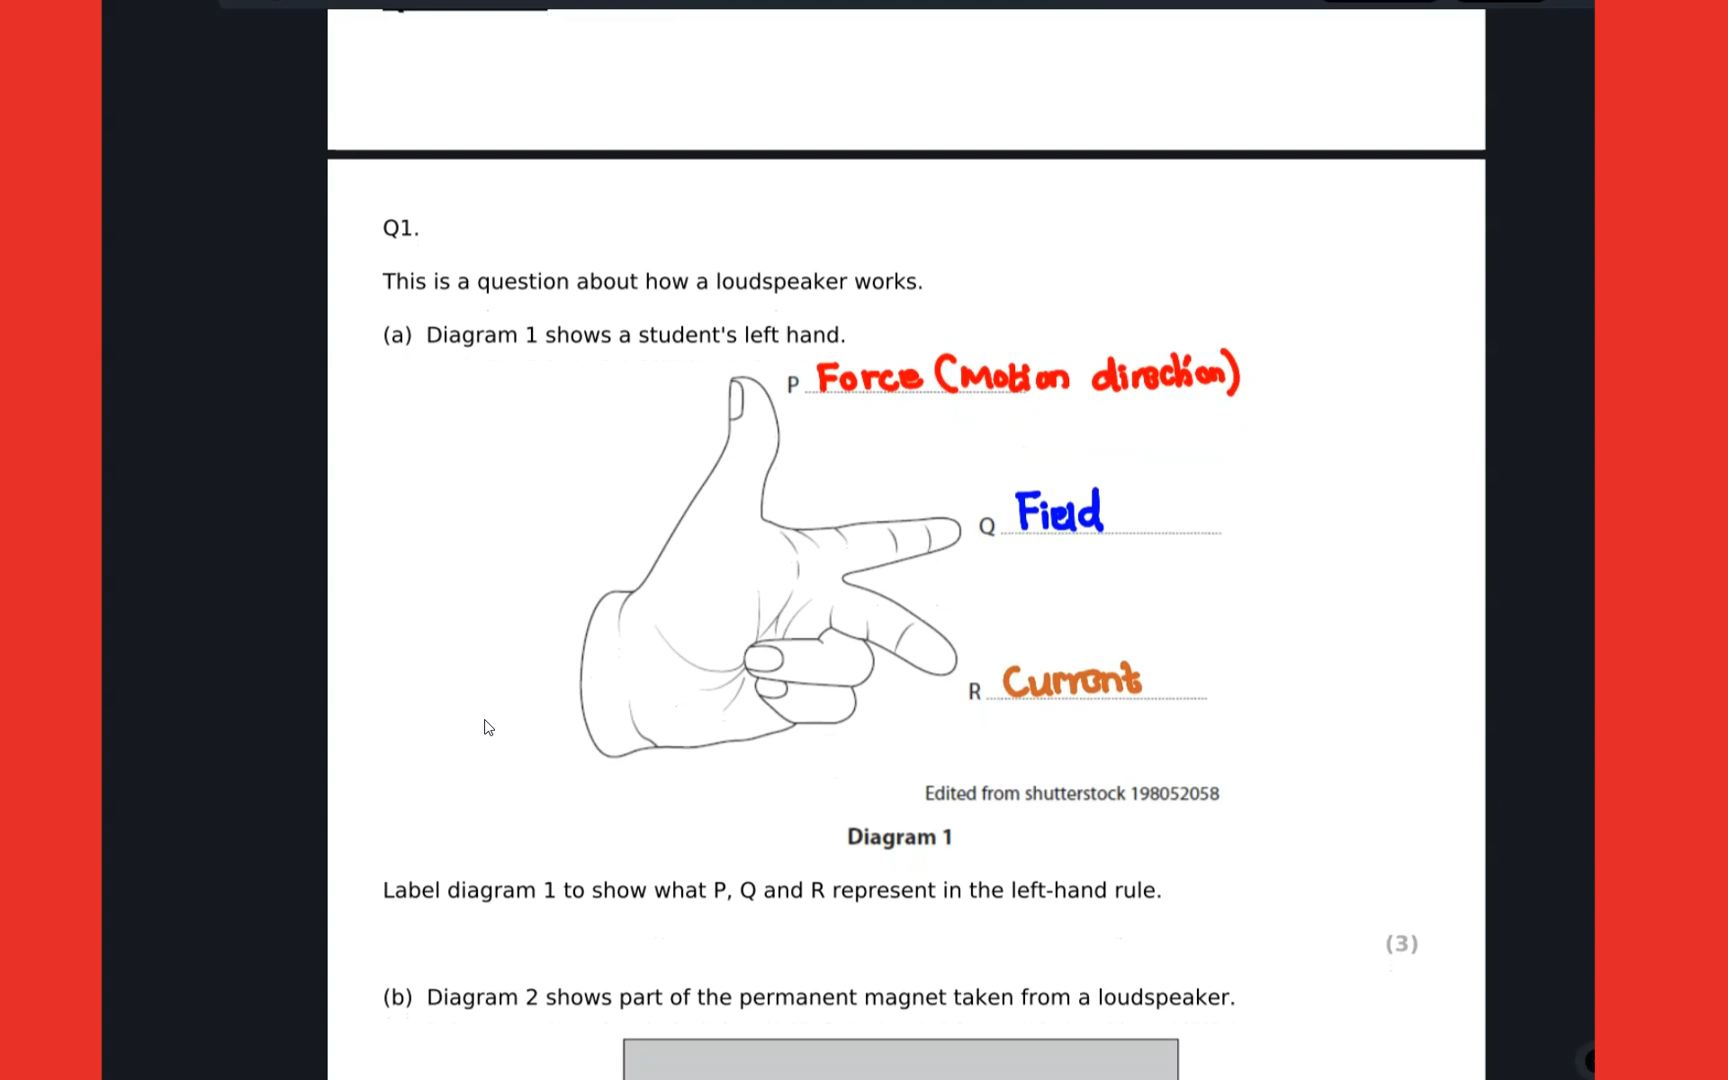 Q1.
This is a question about how a loudspeaker works.
(a) Diagram 1 shows a student's left hand.
P Force (Motion direction)
Q Field
R Current
Edited from shutterstock 198052058
Diagram 1
Label diagram 1 to show what P, Q and R represent in the left-hand rule.
(3)
(b) Diagram 2 shows part of the permanent magnet taken from a loudspeaker.